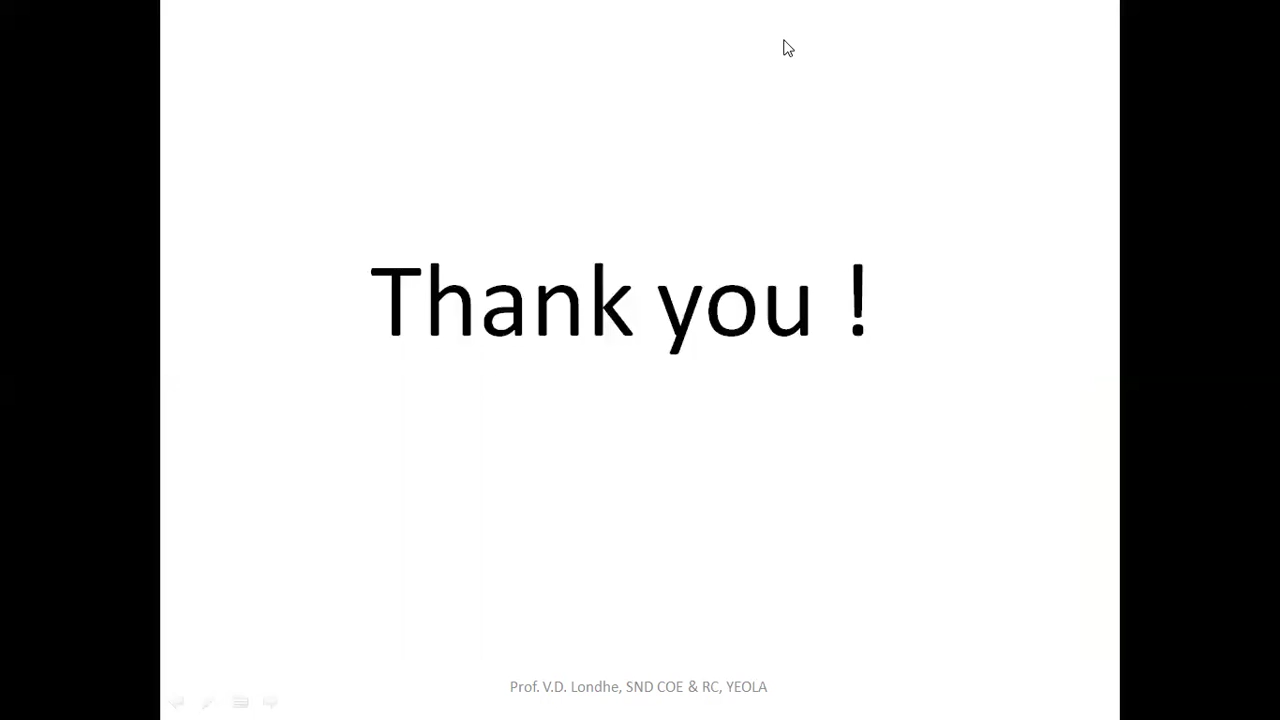 Thank you !
Prof. V.D. Londhe, SND COE & RC, YEOLA